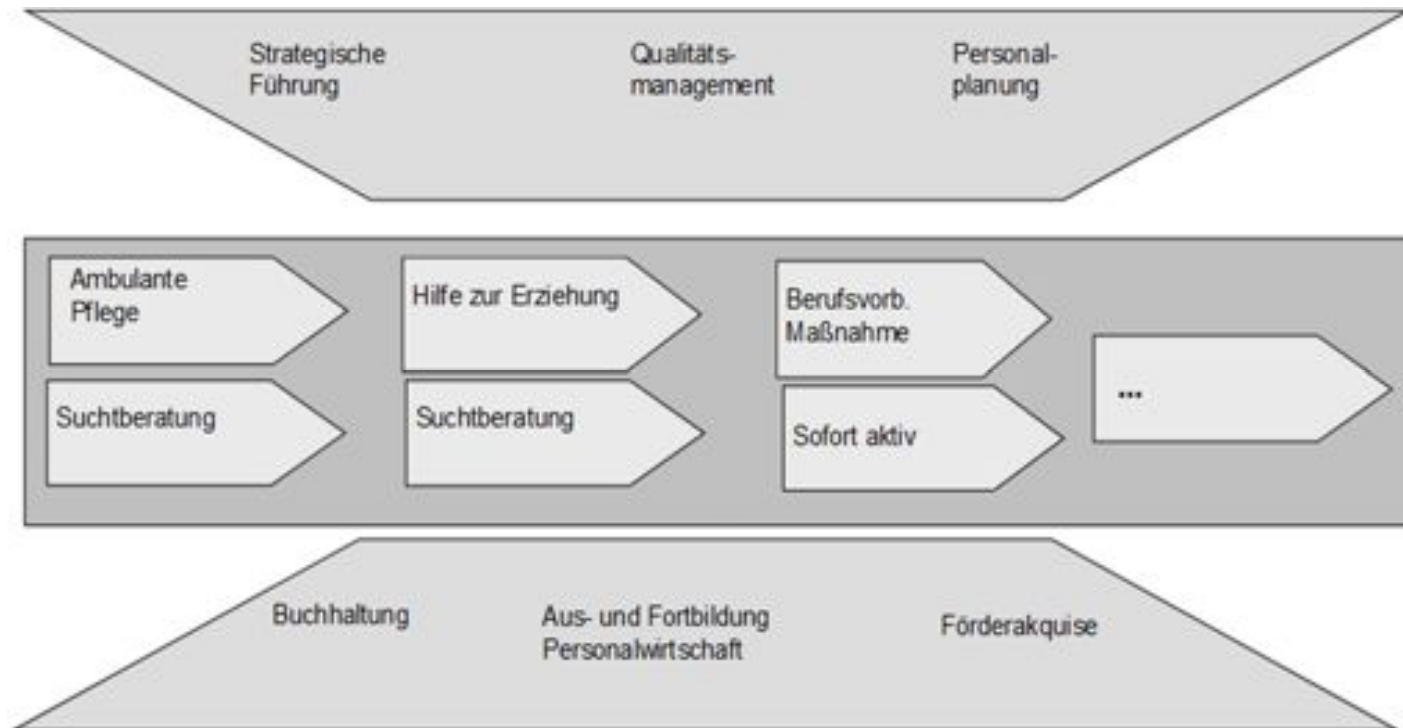 Strategische
Führung
Qualitäts-
management
Personal-
planung
Ambulante
Pflege
Hilfe zur Erziehung
Berufsvorb.
Maßnahme
...
Suchtberatung
Suchtberatung
Sofort aktiv
Buchhaltung
Aus- und Fortbildung
Personalwirtschaft
Förderakquise